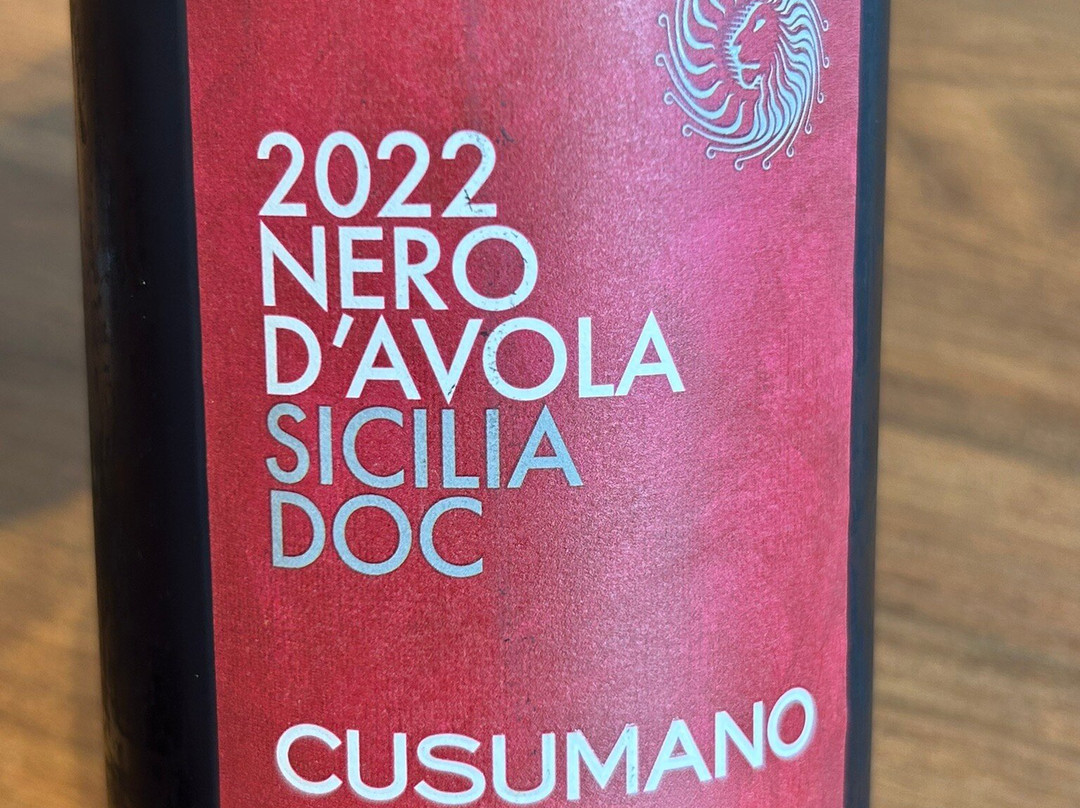 2022
NERO
D'AVOLA
SICILIA
DOC
CUSUMANO